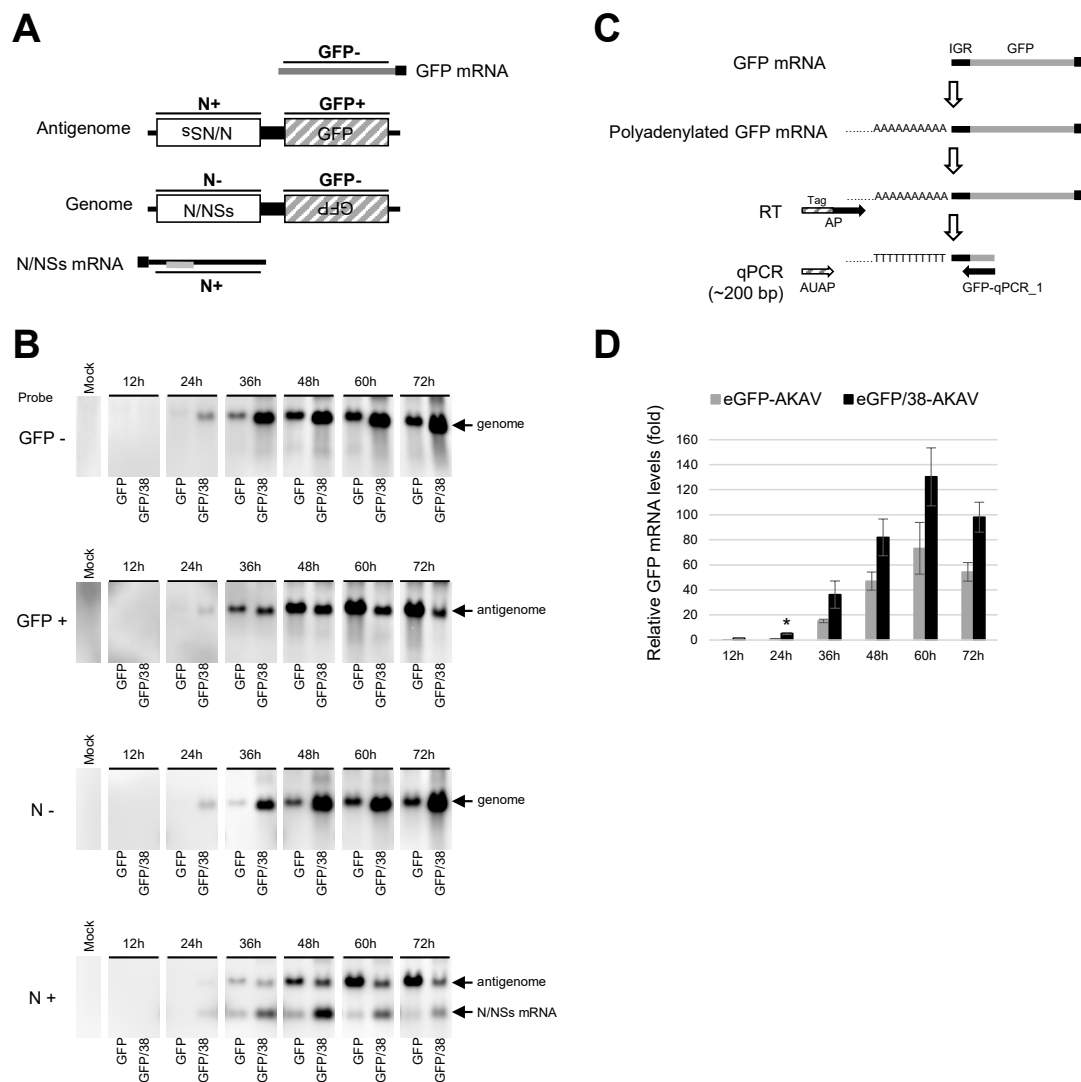 A
GFP-
GFP mRNA
N+
GFP+
Antigenome
N/NSs
GFP
N-
GFP-
Genome
N/NSs
GFP
N/NSs mRNA
N+
B
Probe
Mock
12h 24h 36h 48h 60h 72h
GFP -
genome
GFP GFP/38 GFP GFP/38 GFP GFP/38 GFP GFP/38 GFP GFP/38 GFP GFP/38
Mock
12h 24h 36h 48h 60h 72h
GFP +
antigenome
GFP GFP/38 GFP GFP/38 GFP GFP/38 GFP GFP/38 GFP GFP/38 GFP GFP/38
Mock
12h 24h 36h 48h 60h 72h
N -
genome
GFP GFP/38 GFP GFP/38 GFP GFP/38 GFP GFP/38 GFP GFP/38 GFP GFP/38
Mock
12h 24h 36h 48h 60h 72h
N +
antigenome
N/NSs mRNA
GFP GFP/38 GFP GFP/38 GFP GFP/38 GFP GFP/38 GFP GFP/38 GFP GFP/38
C
IGR GFP
GFP mRNA
Polyadenylated GFP mRNA
........AAAAAAAAAA
........AAAAAAAAAA
RT
Tag
AP
........TTTTTTTTTT
qPCR
(~200 bp)
AUAP
GFP-qPCR_1
D
eGFP-AKAV eGFP/38-AKAV
Relative GFP mRNA levels (fold)
160
140
120
100
80
60
40
20
0
*
12h 24h 36h 48h 60h 72h